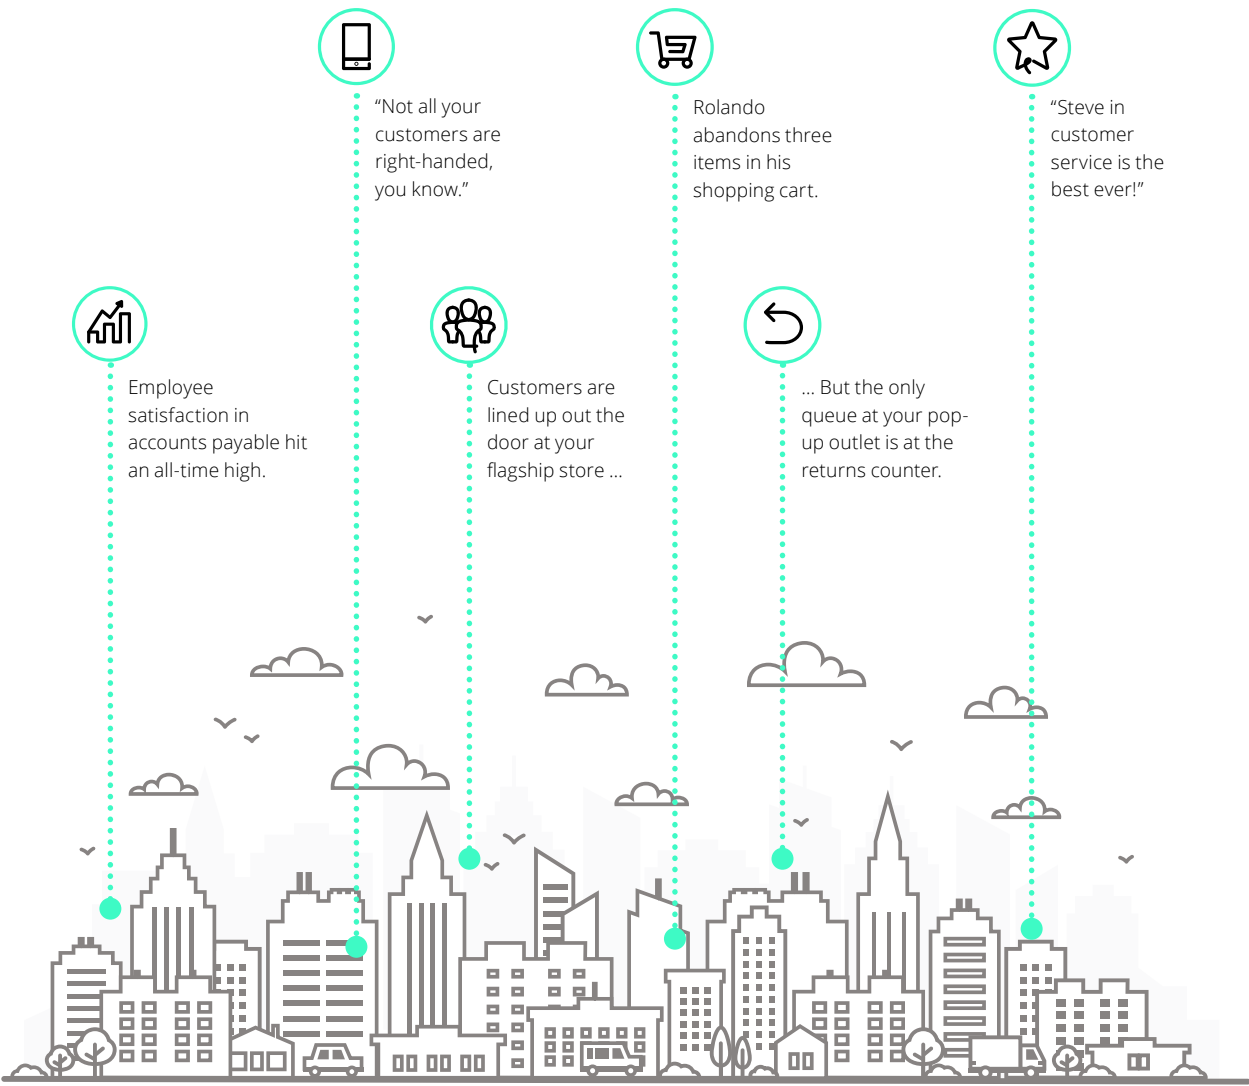 “Not all your
customers are
right-handed,
you know.”
Rolando
abandons three
items in his
shopping cart.
“Steve in
customer
service is the
best ever!”
Employee
satisfaction in
accounts payable hit
an all-time high.
Customers are
lined up out the
door at your
flagship store ...
... But the only
queue at your pop-
up outlet is at the
returns counter.